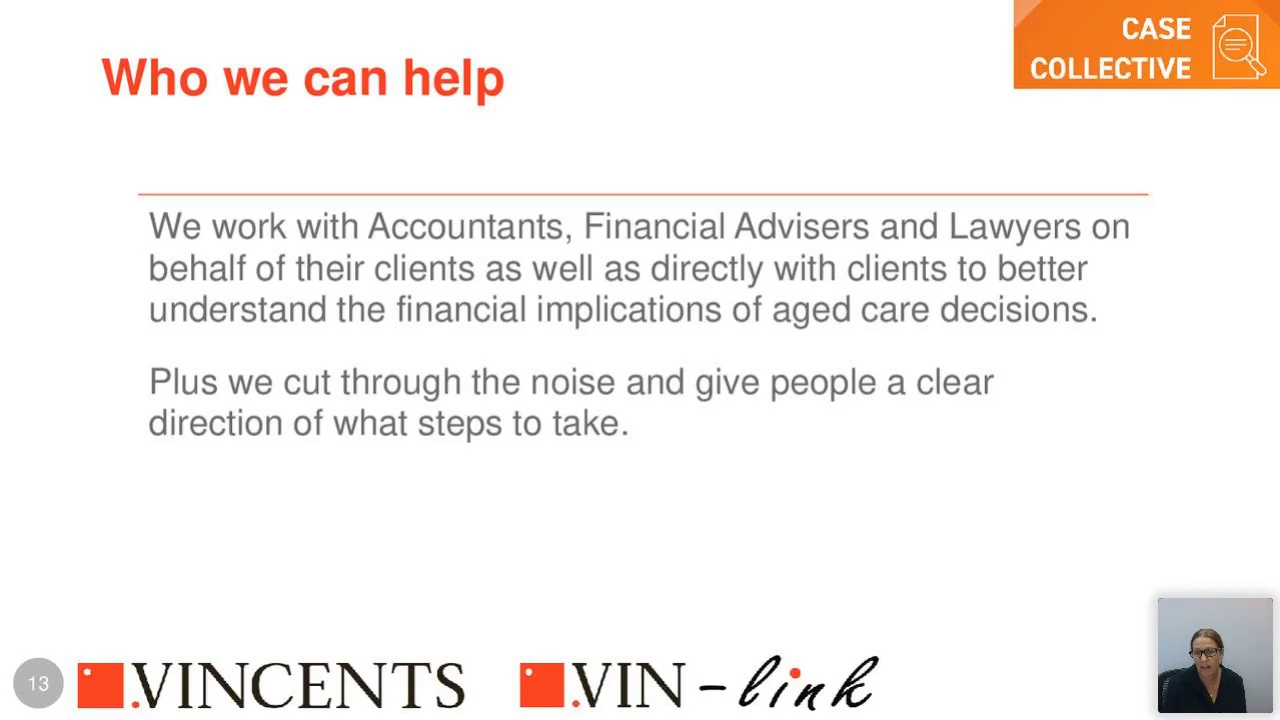 CASE
COLLECTIVE
Who we can help
We work with Accountants, Financial Advisers and Lawyers on
behalf of their clients as well as directly with clients to better
understand the financial implications of aged care decisions.
Plus we cut through the noise and give people a clear
direction of what steps to take.
13
.VINCENTS
.VIN-link